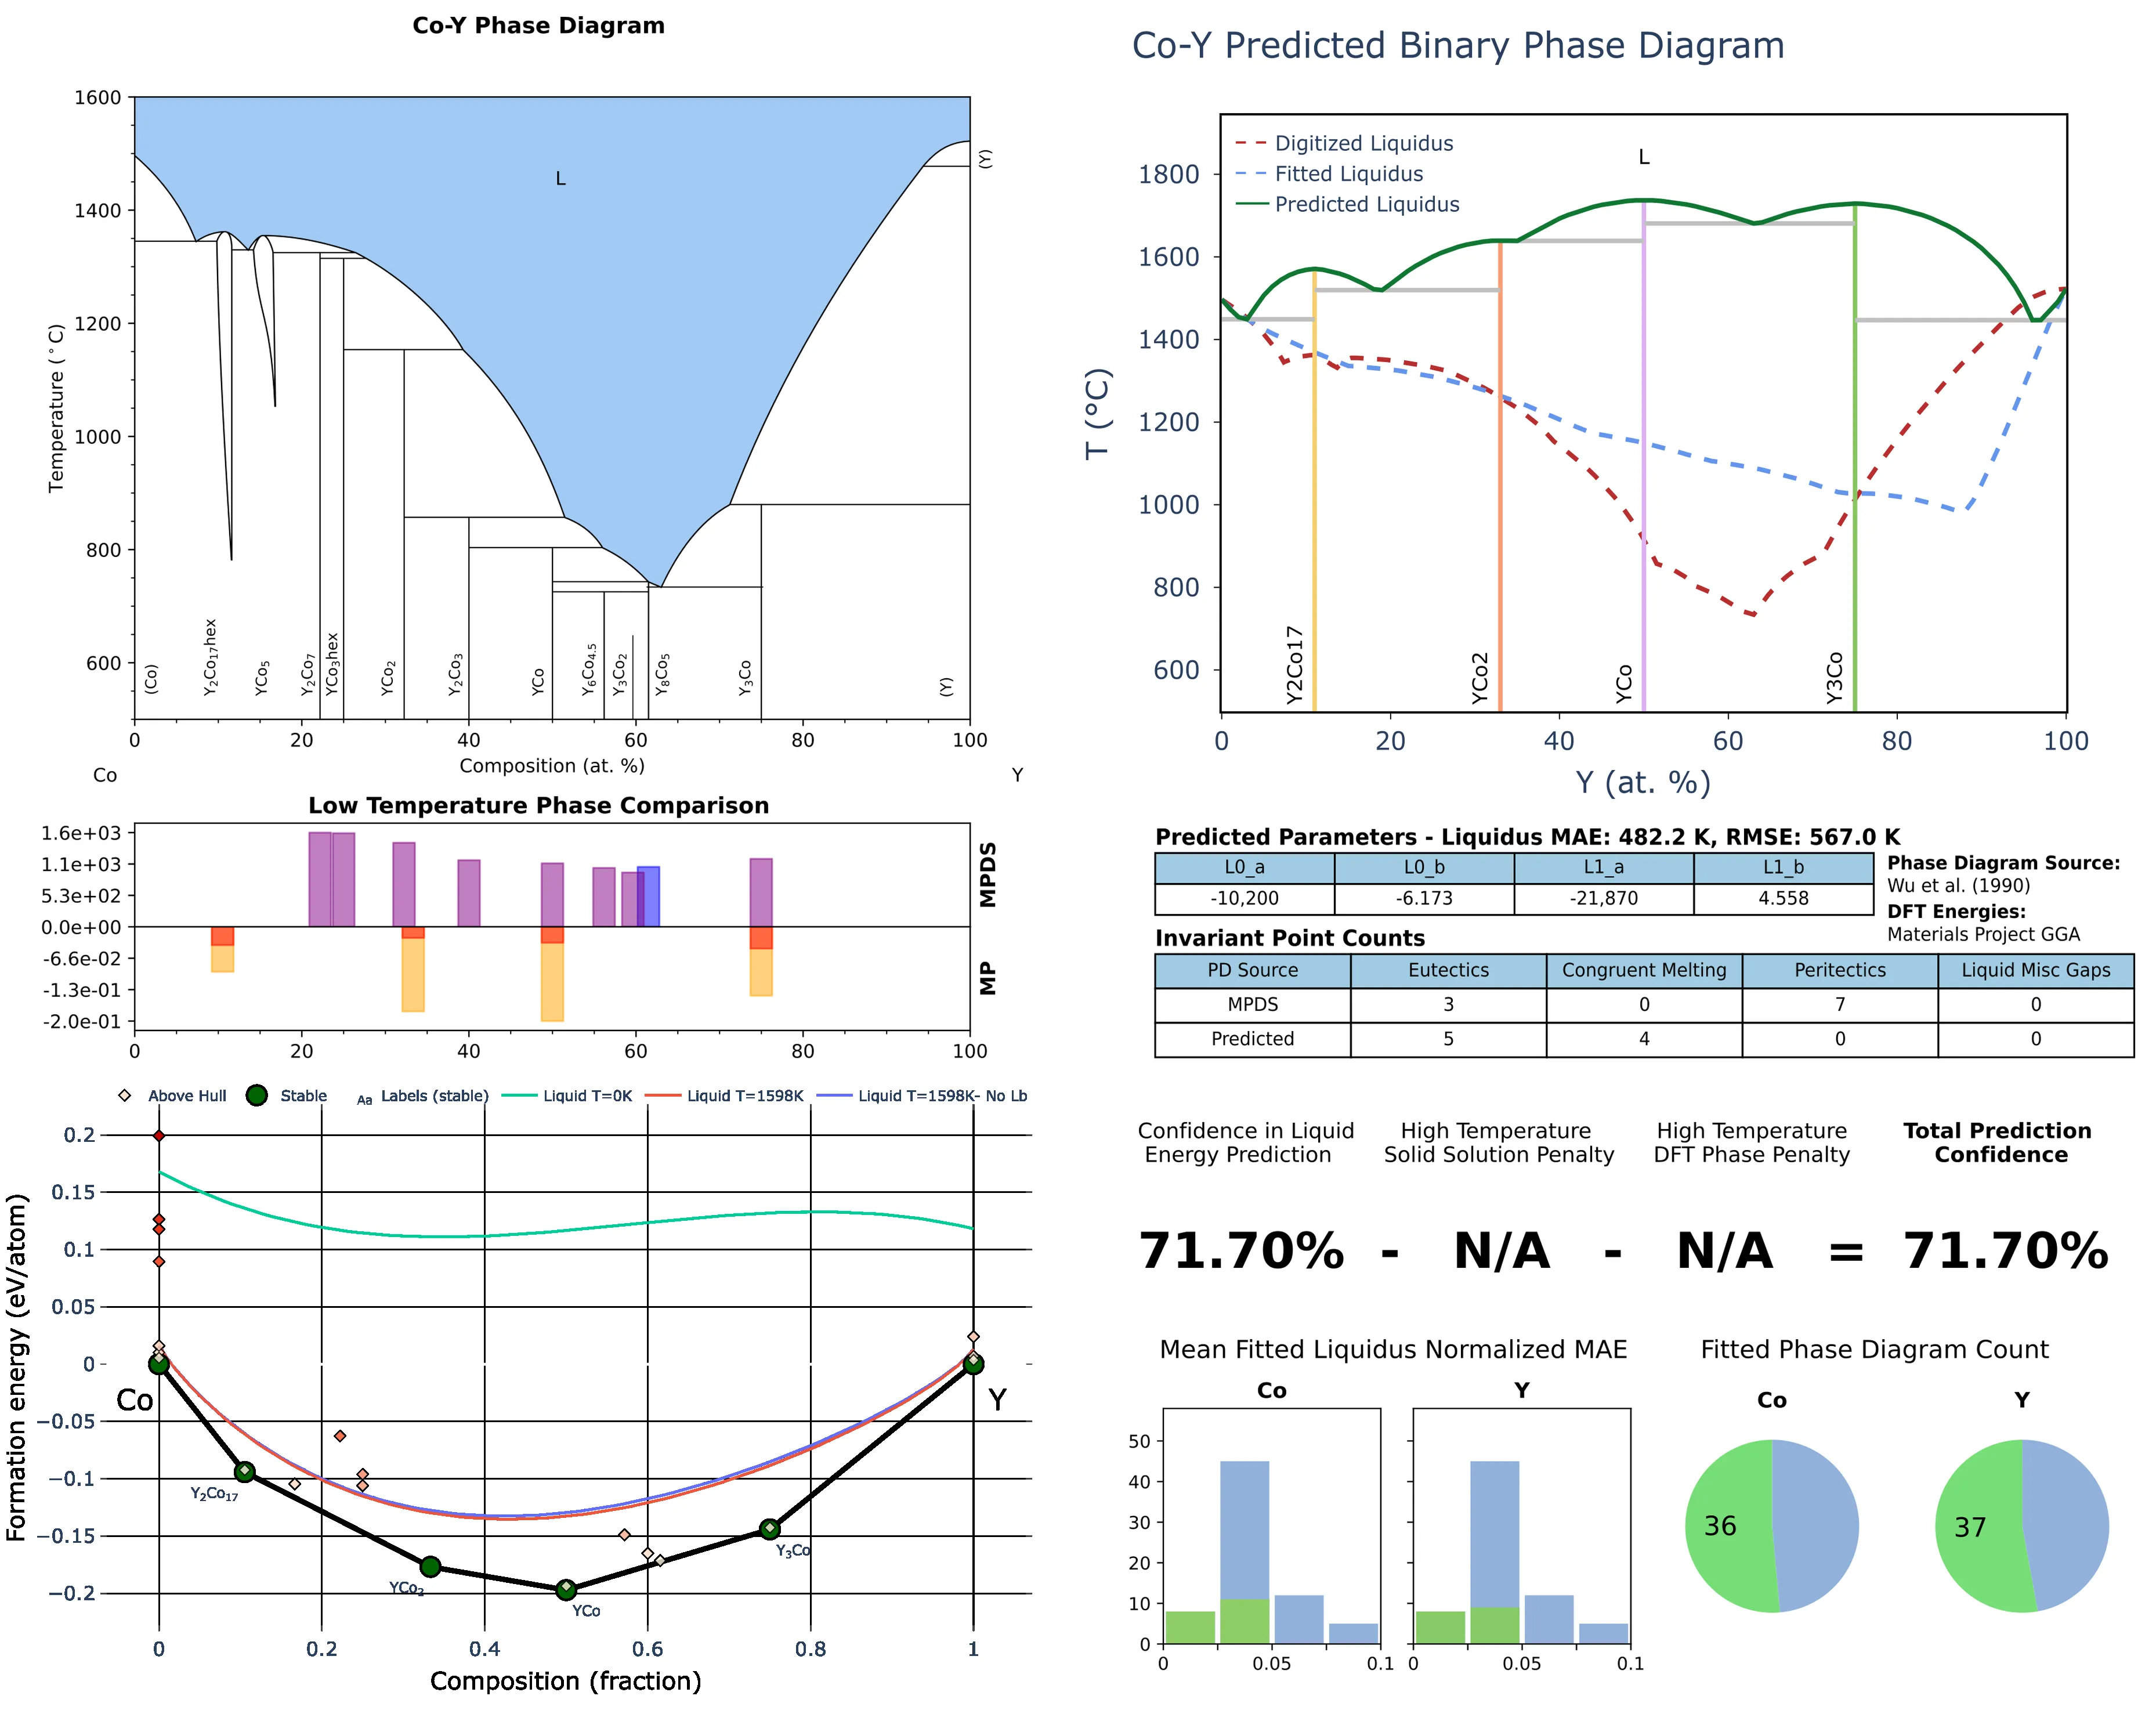 Co-Y Phase Diagram
1600
1400
1200
1000
800
600
Temperature (°C)
L
(Co)
Y₂Co₁₇hex
YCo₅
Y₂Co₇
YCo₃hex
YCo₂
Y₂Co₃
YCo
Y₆Co₄.₅
Y₃Co₂
Y₈Co₅
Y₃Co
(Y)
(Y)
0 20 40 60 80 100
Composition (at. %)
Co Y
Low Temperature Phase Comparison
1.6e+03
1.1e+03
5.3e+02
0.0e+00
-6.6e-02
-1.3e-01
-2.0e-01
MPDS
MP
0 20 40 60 80 100
Above Hull Stable Aa Labels (stable) Liquid T=0K Liquid T=1598K Liquid T=1598K- No Lb
0.2
0.15
0.1
0.05
0
−0.05
−0.1
−0.15
−0.2
Formation energy (eV/atom)
Co
Y
Y₂Co₁₇
YCo₂
YCo
Y₃Co
0 0.2 0.4 0.6 0.8 1
Composition (fraction)
Co-Y Predicted Binary Phase Diagram
Digitized Liquidus
Fitted Liquidus
Predicted Liquidus
L
1800
1600
1400
1200
1000
800
600
T (°C)
Y2Co17
YCo2
YCo
Y3Co
0 20 40 60 80 100
Y (at. %)
Predicted Parameters - Liquidus MAE: 482.2 K, RMSE: 567.0 K
L0_a L0_b L1_a L1_b
-10,200 -6.173 -21,870 4.558
Phase Diagram Source:
Wu et al. (1990)
DFT Energies:
Materials Project GGA
Invariant Point Counts
PD Source Eutectics Congruent Melting Peritectics Liquid Misc Gaps
MPDS 3 0 7 0
Predicted 5 4 0 0
Confidence in Liquid
Energy Prediction
High Temperature
Solid Solution Penalty
High Temperature
DFT Phase Penalty
Total Prediction
Confidence
71.70% - N/A - N/A = 71.70%
Mean Fitted Liquidus Normalized MAE
Co
Y
50
40
30
20
10
0
0 0.05 0.1
0 0.05 0.1
Fitted Phase Diagram Count
Co
Y
36
37